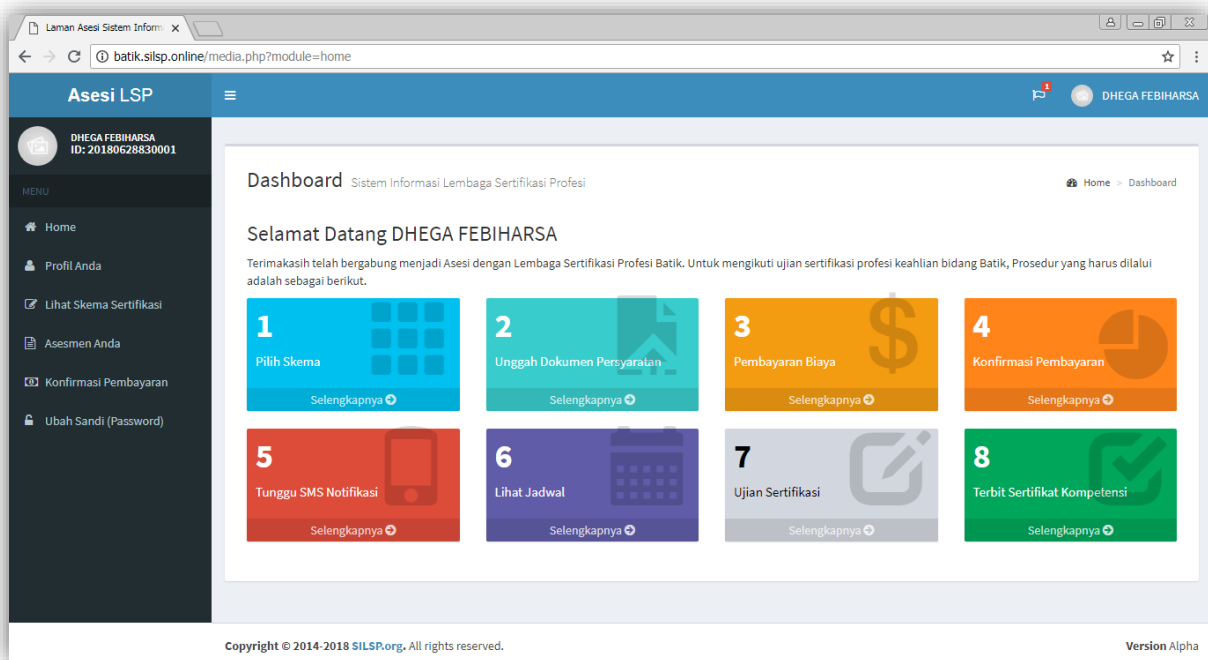 Laman Asesi Sistem Inform
batik.silsp.online/media.php?module=home
Asesi LSP
1
DHEGA FEBIHARSA
DHEGA FEBIHARSA
ID: 20180628830001
MENU
Home
Profil Anda
Lihat Skema Sertifikasi
Asesmen Anda
Konfirmasi Pembayaran
Ubah Sandi (Password)
Dashboard Sistem Informasi Lembaga Sertifikasi Profesi
Home > Dashboard
Selamat Datang DHEGA FEBIHARSA
Terimakasih telah bergabung menjadi Asesi dengan Lembaga Sertifikasi Profesi Batik. Untuk mengikuti ujian sertifikasi profesi keahlian bidang Batik, Prosedur yang harus dilalui
adalah sebagai berikut.
1
Pilih Skema
Selengkapnya
2
Unggah Dokumen Persyaratan
Selengkapnya
3
Pembayaran Biaya
Selengkapnya
4
Konfirmasi Pembayaran
Selengkapnya
5
Tunggu SMS Notifikasi
Selengkapnya
6
Lihat Jadwal
Selengkapnya
7
Ujian Sertifikasi
Selengkapnya
8
Terbit Sertifikat Kompetensi
Selengkapnya
Copyright © 2014-2018 SILSP.org. All rights reserved.
Version Alpha